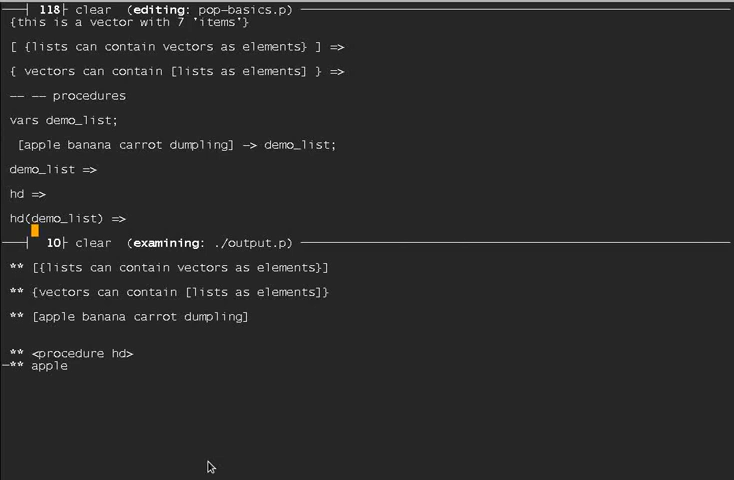 118 clear (editing: pop-basics.p)
{this is a vector with 7 'items'}
[ {lists can contain vectors as elements} ] =>
{ vectors can contain [lists as elements] } =>
-- -- procedures
vars demo_list;
[apple banana carrot dumpling] -> demo_list;
demo_list =>
hd =>
hd(demo_list) =>
10 clear (examining: ./output.p)
** [{lists can contain vectors as elements}]
** {vectors can contain [lists as elements]}
** [apple banana carrot dumpling]
** <procedure hd>
** apple